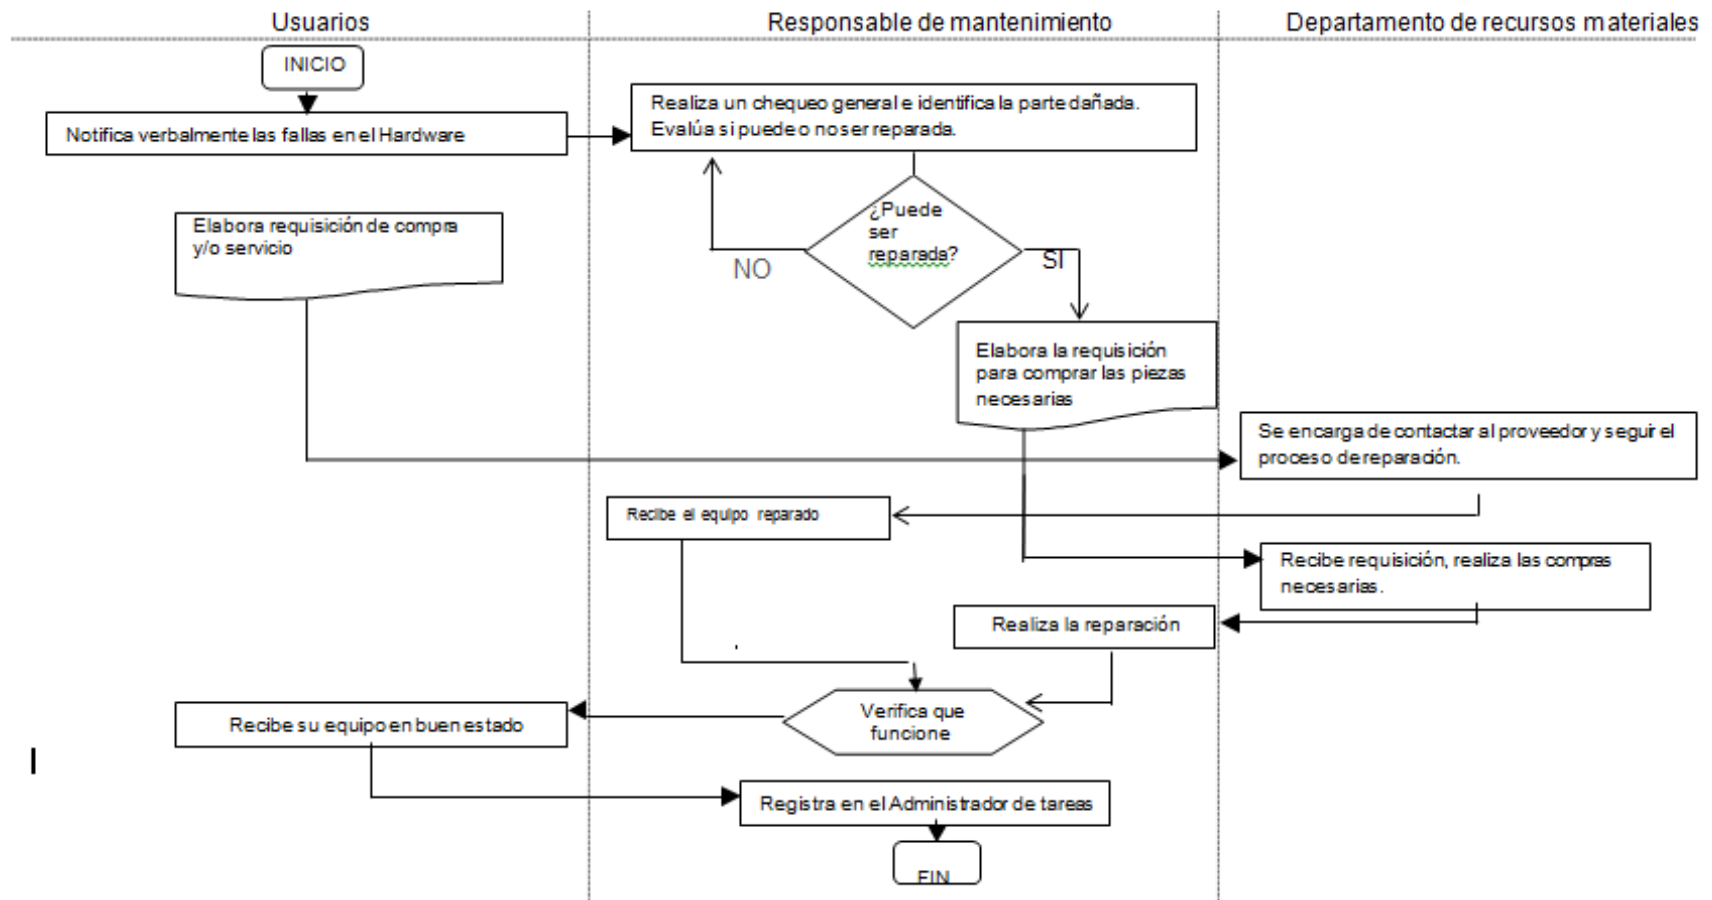 Usuarios
Responsable de mantenimiento
Departamento de recursos materiales
INICIO
Notifica verbalmente las fallas en el Hardware
Realiza un chequeo general e identifica la parte dañada.
Evalúa si puede o no ser reparada.
Elabora requisición de compra
y/o servicio
¿Puede
ser
reparada?
NO
SI
Elabora la requisición
para comprar las piezas
necesarias
Se encarga de contactar al proveedor y seguir el
proceso de reparación.
Recibe el equipo reparado
Recibe requisición, realiza las compras
necesarias.
Realiza la reparación
Verifica que
funcione
Recibe su equipo en buen estado
Registra en el Administrador de tareas
FIN